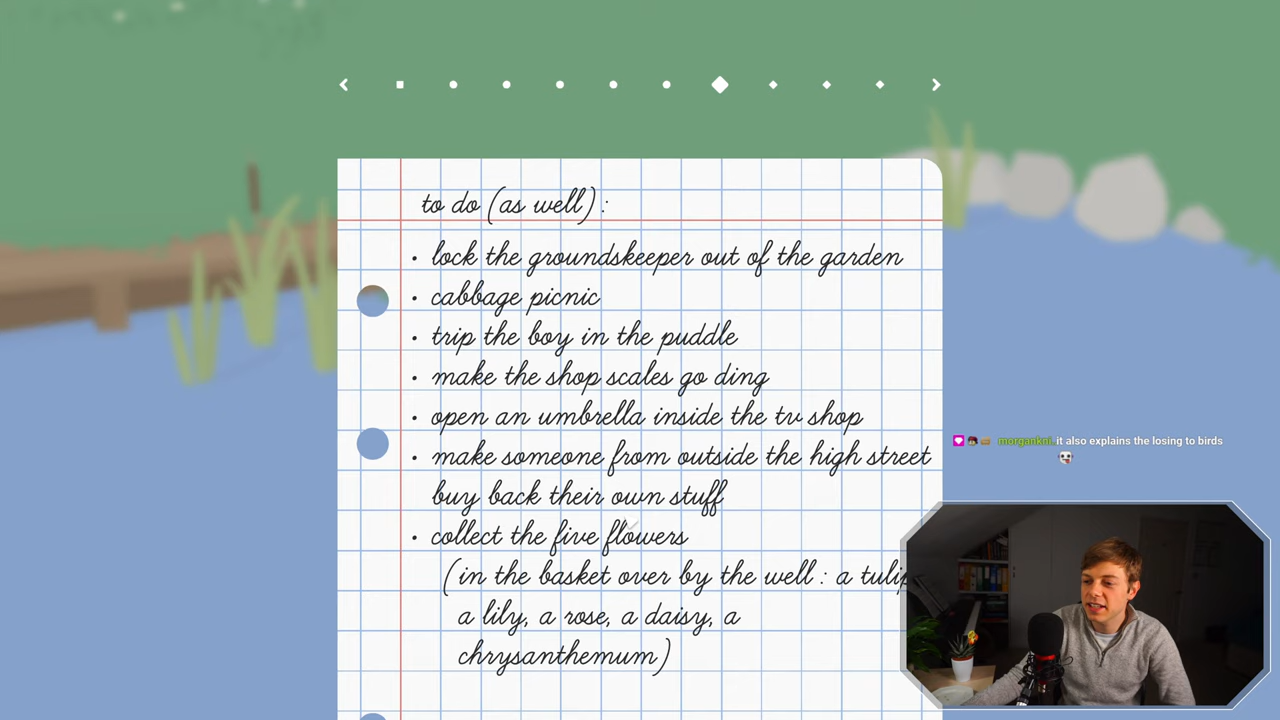 to do (as well) :
• lock the groundskeeper out of the garden
• cabbage picnic
• trip the boy in the puddle
• make the shop scales go ding
• open an umbrella inside the tv shop
• make someone from outside the high street
buy back their own stuff
• collect the five flowers
(in the basket over by the well : a tulip
a lily, a rose, a daisy, a
chrysanthemum)
morgankni: it also explains the losing to birds